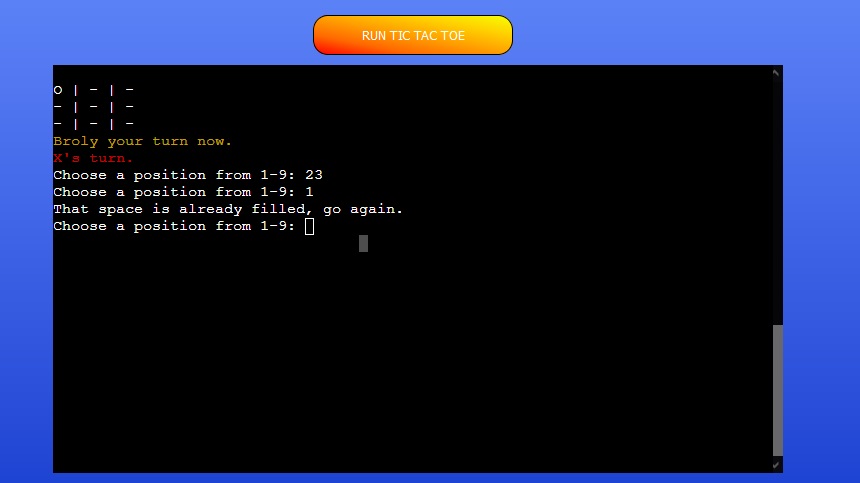 RUN TIC TAC TOE
O | - | -
- | - | -
- | - | -
Broly your turn now.
X's turn.
Choose a position from 1-9: 23
Choose a position from 1-9: 1
That space is already filled, go again.
Choose a position from 1-9: